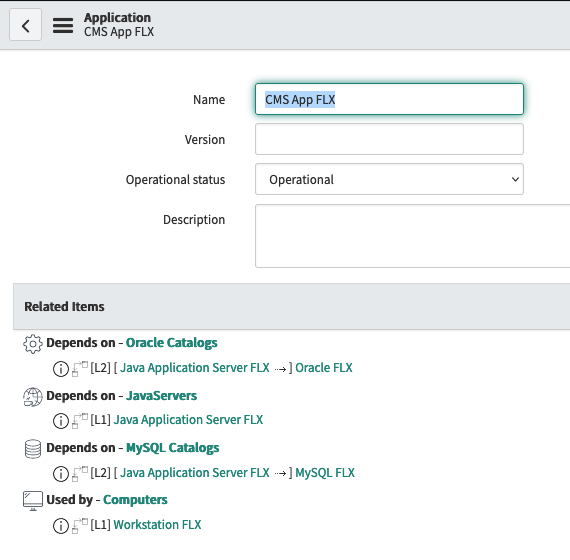 Application
CMS App FLX
Name CMS App FLX
Version
Operational status Operational
Description
Related Items
Depends on - Oracle Catalogs
[L2] [ Java Application Server FLX → ] Oracle FLX
Depends on - JavaServers
[L1] Java Application Server FLX
Depends on - MySQL Catalogs
[L2] [ Java Application Server FLX → ] MySQL FLX
Used by - Computers
[L1] Workstation FLX